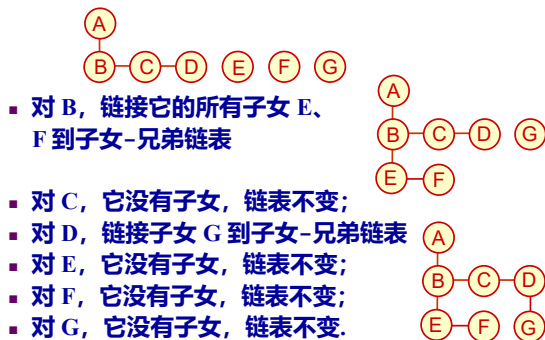 A
B C D E F G
■ 对 B，链接它的所有子女 E、
F 到子女–兄弟链表
A
B C D G
E F
■ 对 C，它没有子女，链表不变；
■ 对 D，链接子女 G 到子女–兄弟链表
■ 对 E，它没有子女，链表不变；
■ 对 F，它没有子女，链表不变；
■ 对 G，它没有子女，链表不变.
A
B C D
E F G